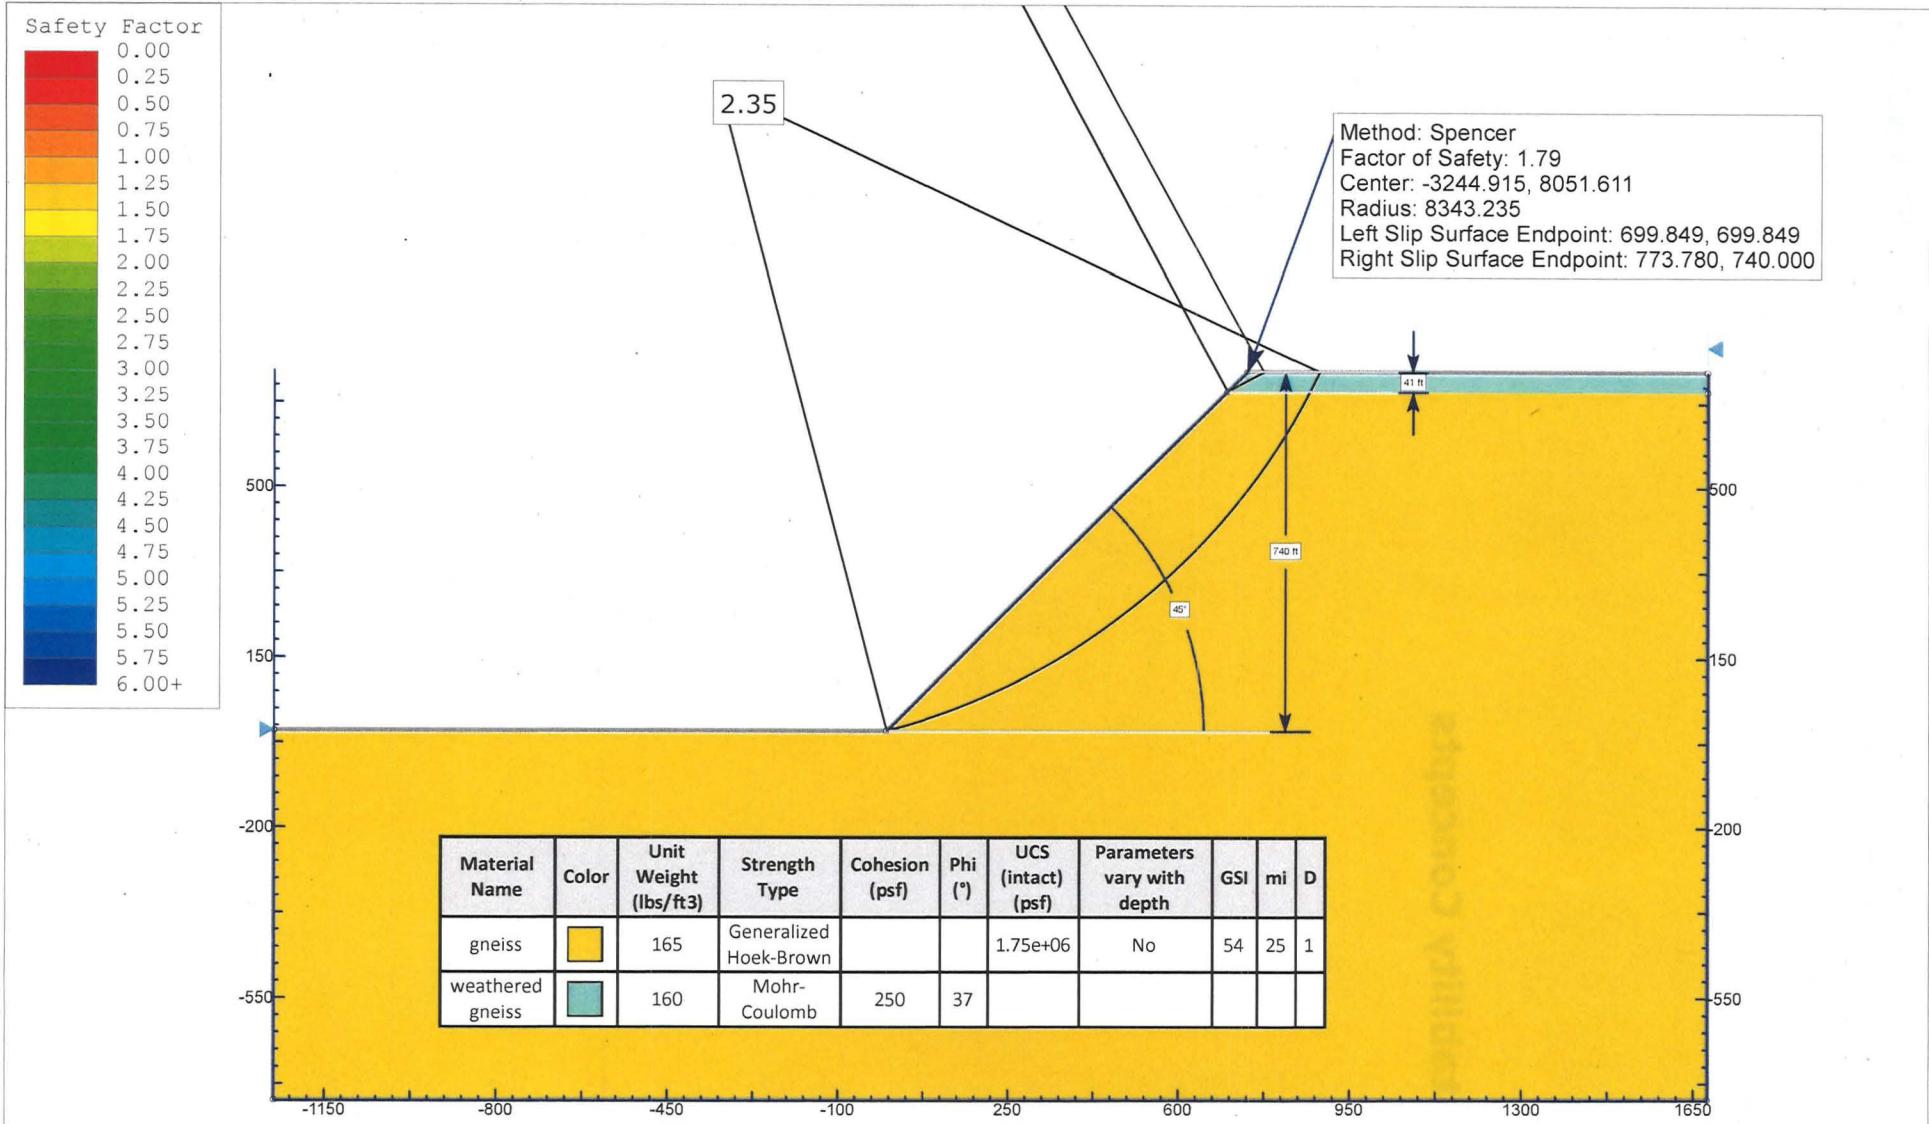 Safety Factor
0.00
0.25
0.50
0.75
1.00
1.25
1.50
1.75
2.00
2.25
2.50
2.75
3.00
3.25
3.50
3.75
4.00
4.25
4.50
4.75
5.00
5.25
5.50
5.75
6.00+
2.35
Method: Spencer
Factor of Safety: 1.79
Center: -3244.915, 8051.611
Radius: 8343.235
Left Slip Surface Endpoint: 699.849, 699.849
Right Slip Surface Endpoint: 773.780, 740.000
41 ft
740 ft
45°
500
150
-200
-550
500
150
-200
-550
Material Name Color Unit Weight (lbs/ft3) Strength Type Cohesion (psf) Phi (°) UCS (intact) (psf) Parameters vary with depth GSI mi D
gneiss 165 Generalized Hoek-Brown 1.75e+06 No 54 25 1
weathered gneiss 160 Mohr-Coulomb 250 37
-1150 -800 -450 -100 250 600 950 1300 1650